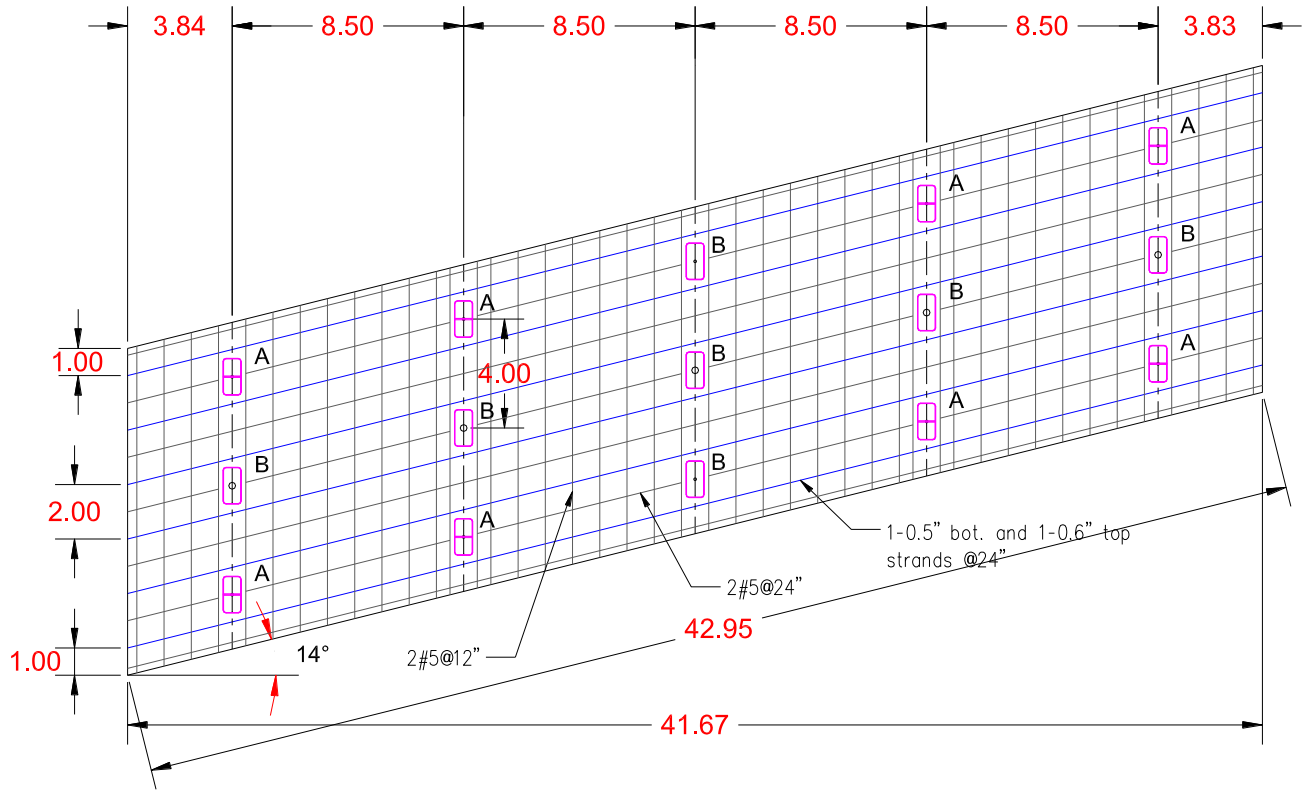 3.84 8.50 8.50 8.50 8.50 3.83
A
A
B
A
A
1.00
4.00
A
B
B
B
B
A
B
B
A
2.00
A
A
1-0.5” bot. and 1-0.6” top
strands @24”
2#5@24”
42.95
14°
2#5@12”
1.00
41.67